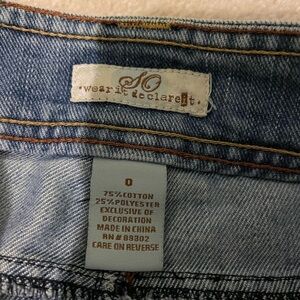 SO
wear it declare it.
0
75% COTTON
25% POLYESTER
EXCLUSIVE OF
DECORATION
MADE IN CHINA
RN # 89302
CARE ON REVERSE